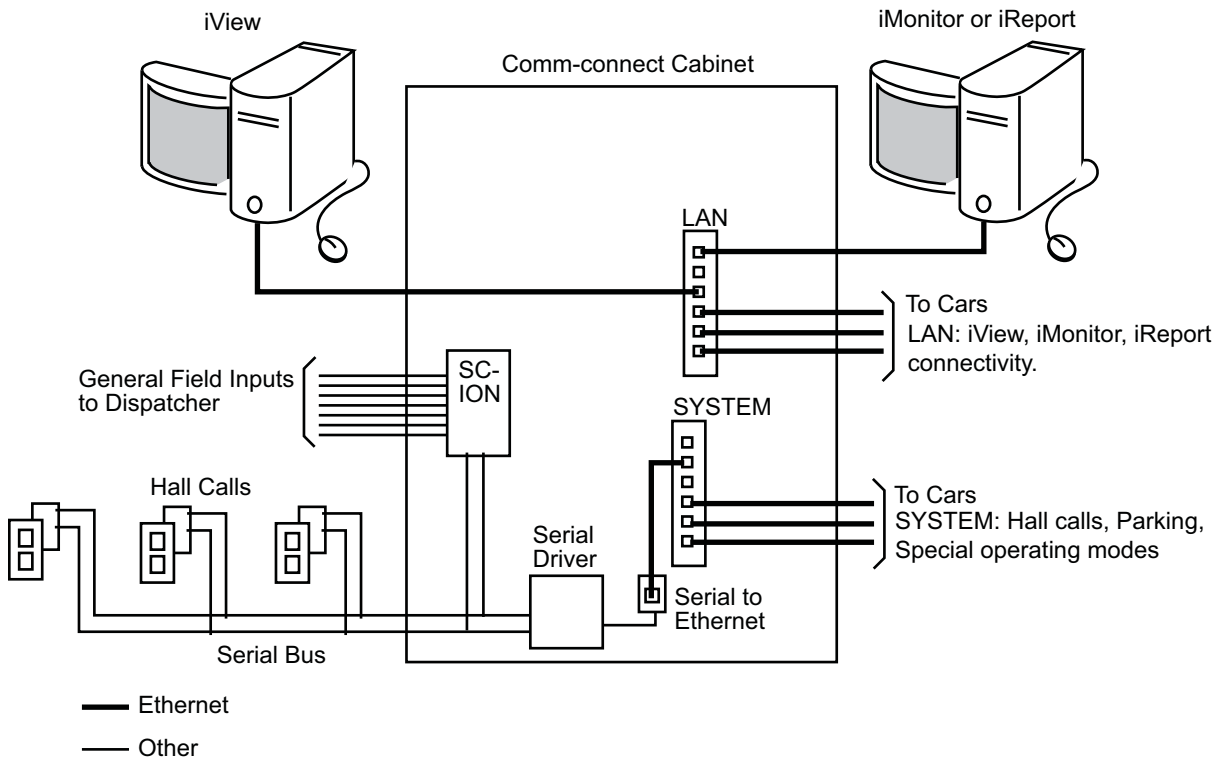 iView
iMonitor or iReport
Comm-connect Cabinet
LAN
To Cars
LAN: iView, iMonitor, iReport
connectivity.
General Field Inputs
to Dispatcher
SC-
ION
SYSTEM
Hall Calls
To Cars
SYSTEM: Hall calls, Parking,
Special operating modes
Serial
Driver
Serial to
Ethernet
Serial Bus
Ethernet
Other